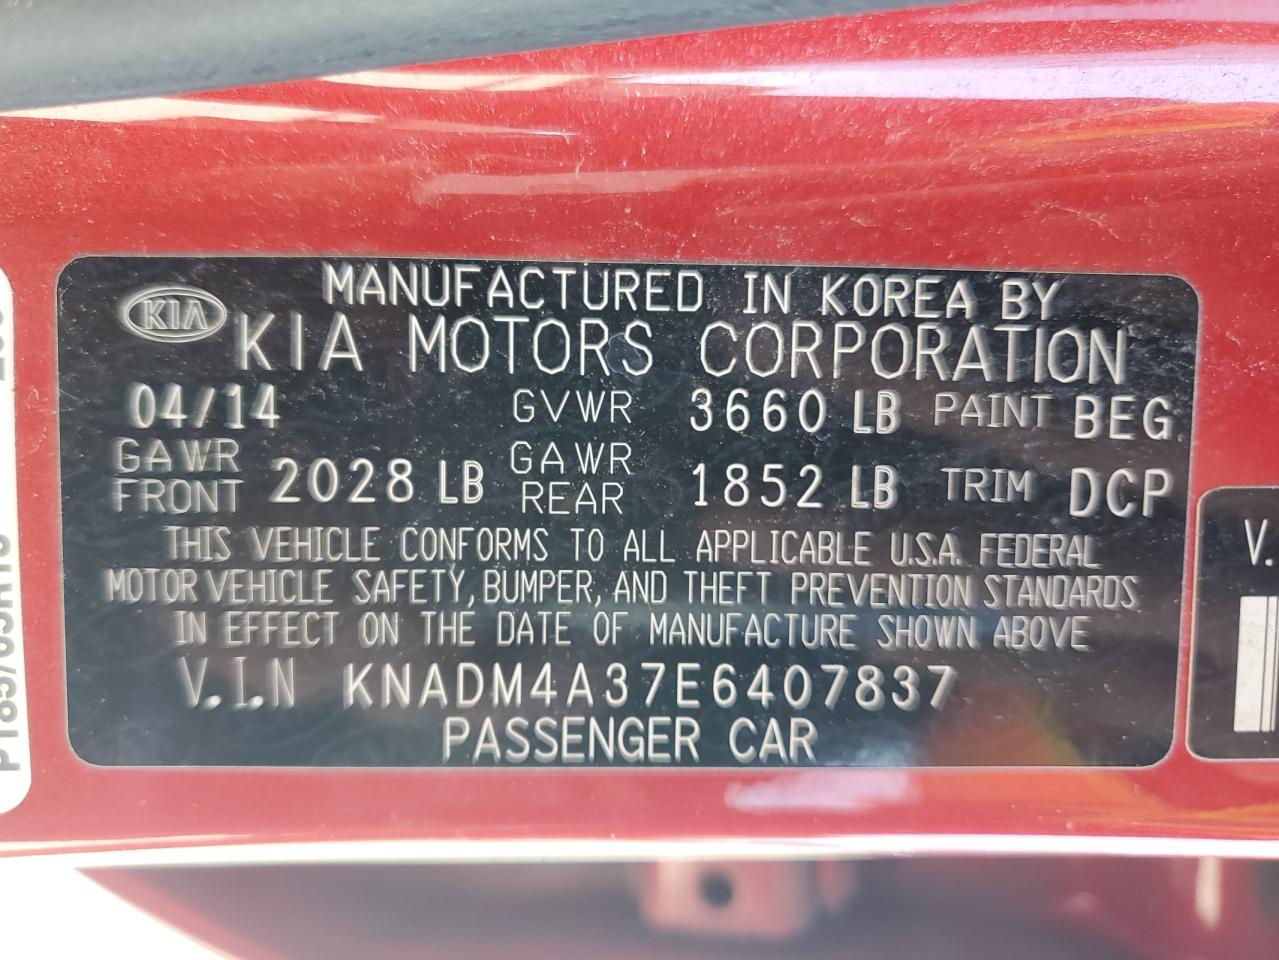 MANUFACTURED IN KOREA BY
KIA KIA MOTORS CORPORATION
04/14 GVWR 3660 LB PAINT BEG
GAWR FRONT 2028 LB GAWR REAR 1852 LB TRIM DCP
THIS VEHICLE CONFORMS TO ALL APPLICABLE U.S.A. FEDERAL
MOTOR VEHICLE SAFETY, BUMPER, AND THEFT PREVENTION STANDARDS
IN EFFECT ON THE DATE OF MANUFACTURE SHOWN ABOVE
V.I.N KNADM4A37E6407837
PASSENGER CAR
V.